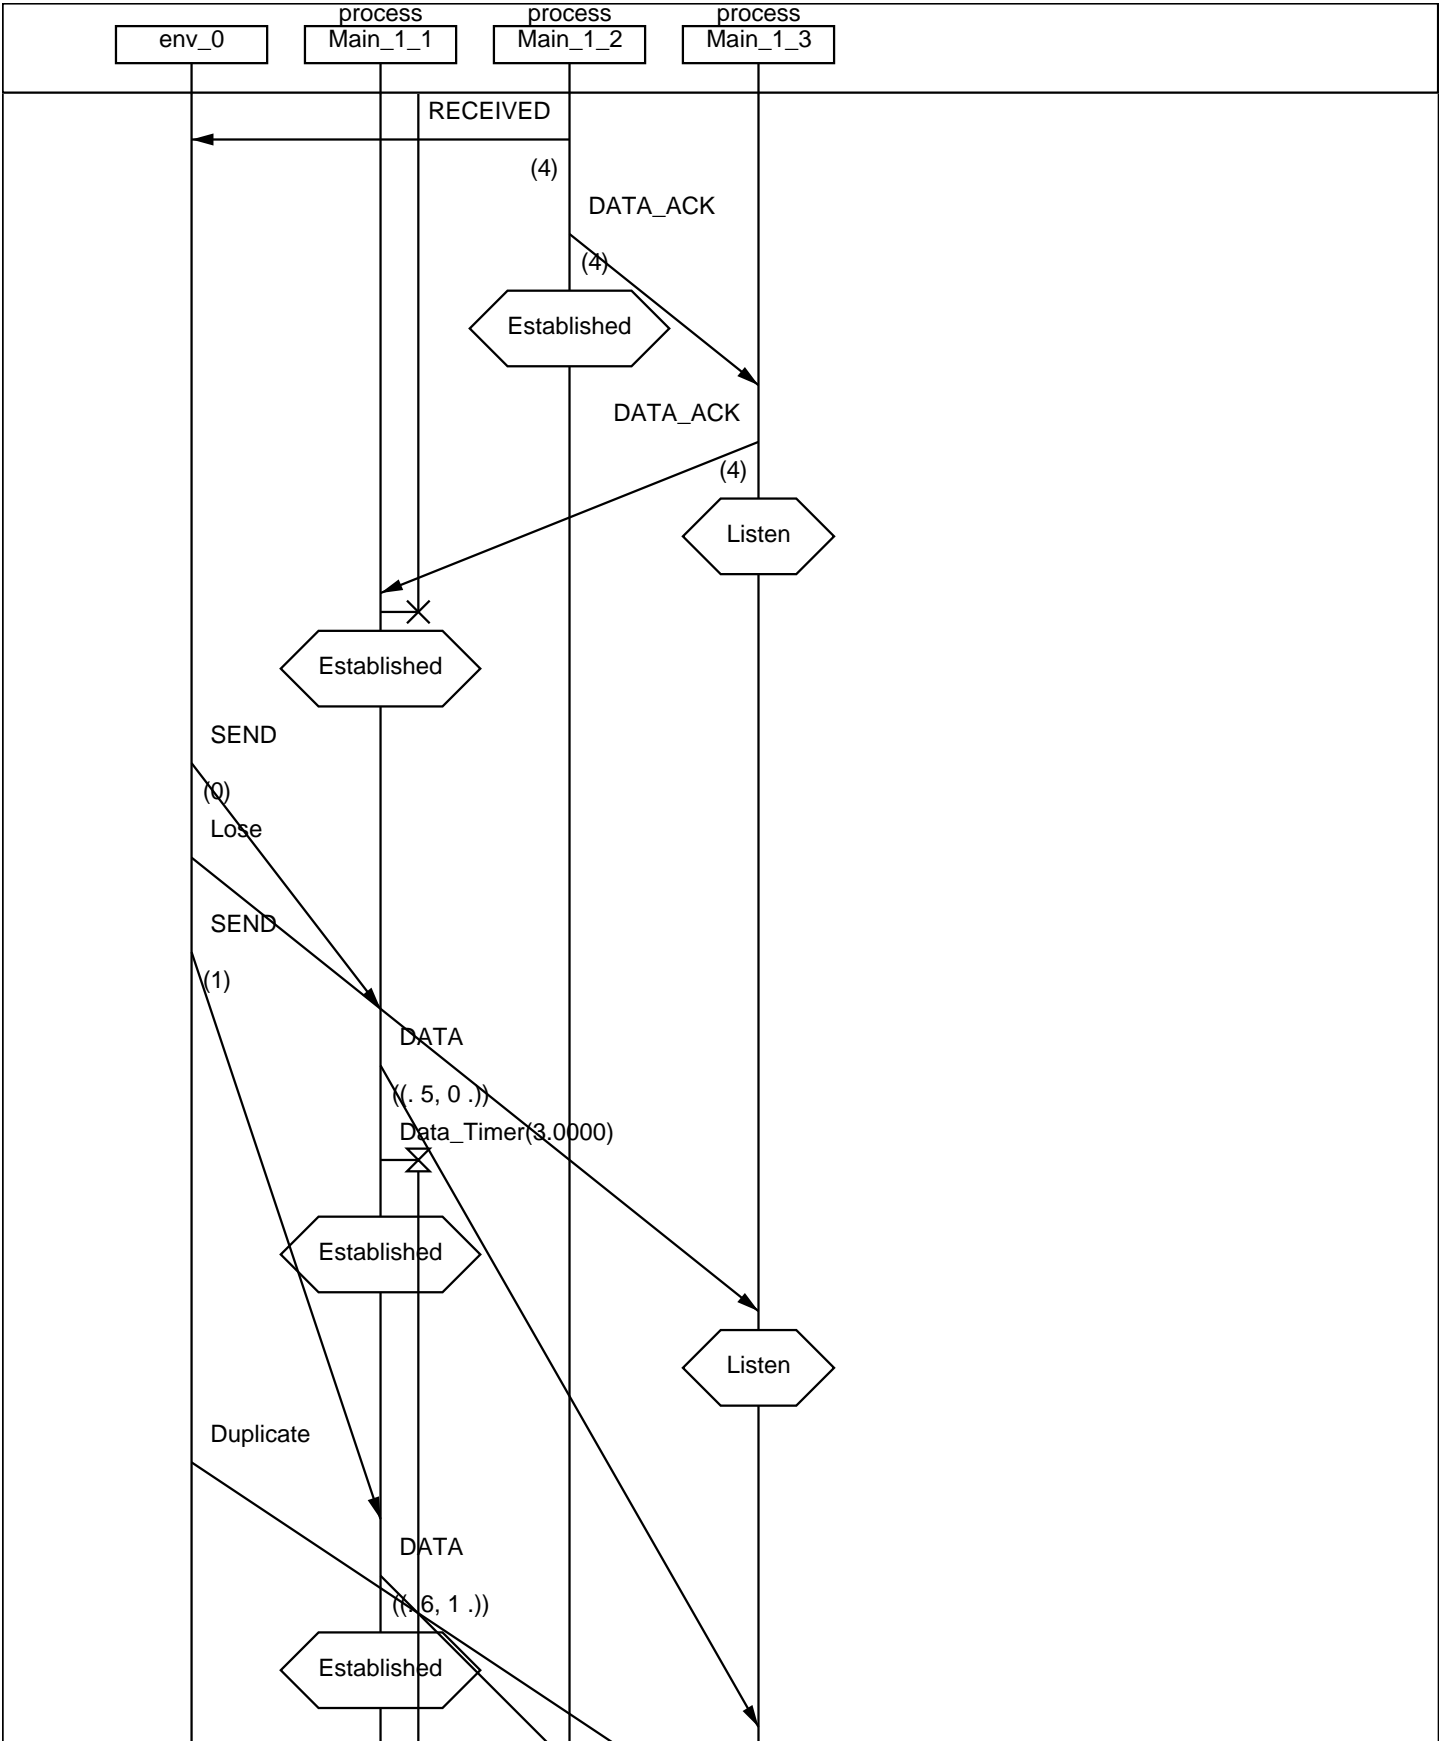 process
process
process
env_0
Main_1_1
Main_1_2
Main_1_3
RECEIVED
(4)
DATA_ACK
(4)
Established
DATA_ACK
(4)
Listen
Established
SEND
(0)
Lose
SEND
(1)
DATA
((. 5, 0 .))
Data_Timer(3.0000)
Established
Listen
Duplicate
DATA
((. 6, 1 .))
Established